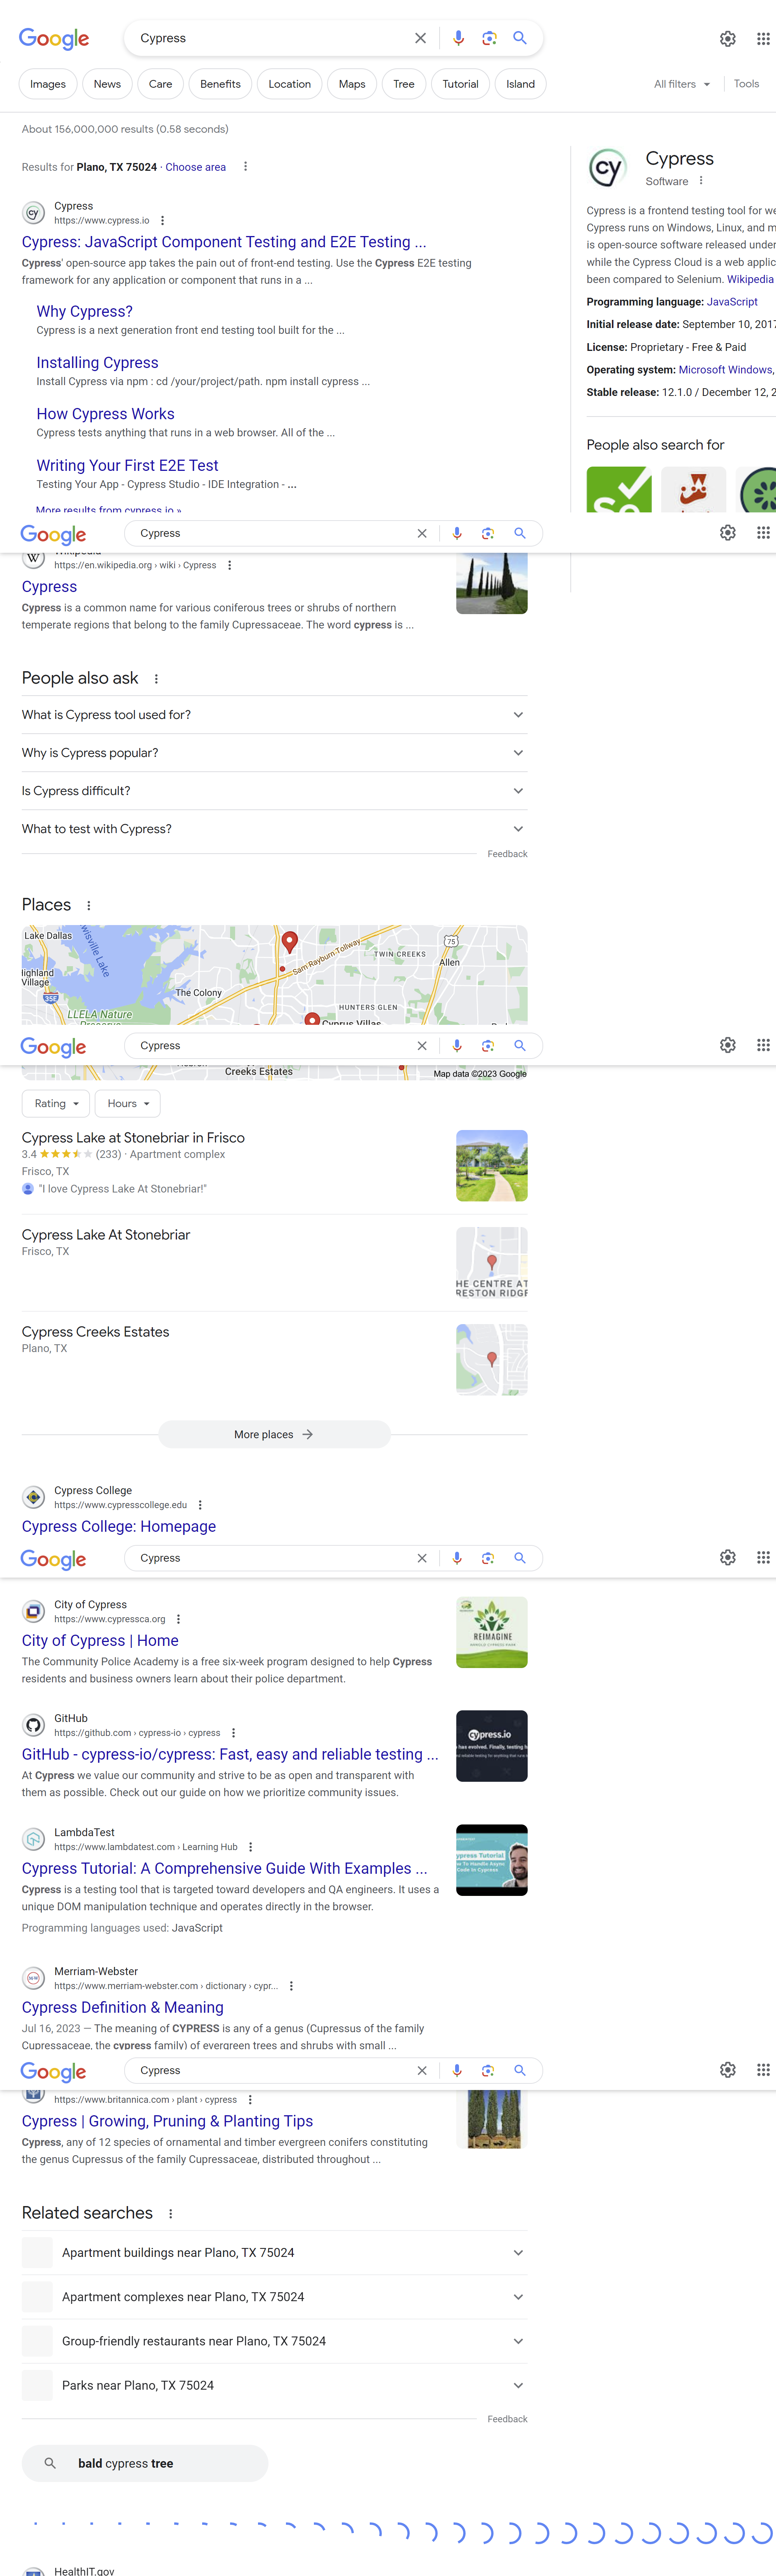 Google
Cypress
Images
News
Care
Benefits
Location
Maps
Tree
Tutorial
Island
All filters
Tools
About 156,000,000 results (0.58 seconds)
Results for Plano, TX 75024 · Choose area
Cypress
https://www.cypress.io
Cypress: JavaScript Component Testing and E2E Testing ...
Cypress' open-source app takes the pain out of front-end testing. Use the Cypress E2E testing
framework for any application or component that runs in a ...
Why Cypress?
Cypress is a next generation front end testing tool built for the ...
Installing Cypress
Install Cypress via npm : cd /your/project/path. npm install cypress ...
How Cypress Works
Cypress tests anything that runs in a web browser. All of the ...
Writing Your First E2E Test
Testing Your App - Cypress Studio - IDE Integration - ...
More results from cypress.io »
Cypress
Software
Cypress is a frontend testing tool for we
Cypress runs on Windows, Linux, and m
is open-source software released under
while the Cypress Cloud is a web applic
been compared to Selenium. Wikipedia
Programming language: JavaScript
Initial release date: September 10, 2017
License: Proprietary - Free & Paid
Operating system: Microsoft Windows,
Stable release: 12.1.0 / December 12, 2
People also search for
Se
Google
Cypress
Wikipedia
https://en.wikipedia.org › wiki › Cypress
Cypress
Cypress is a common name for various coniferous trees or shrubs of northern
temperate regions that belong to the family Cupressaceae. The word cypress is ...
People also ask
What is Cypress tool used for?
Why is Cypress popular?
Is Cypress difficult?
What to test with Cypress?
Feedback
Places
Lake Dallas
wisville Lake
Highland
Village
35E
LLELA Nature
Preserve
The Colony
Sam Rayburn Tollway
TWIN CREEKS
75
Allen
HUNTERS GLEN
Cyprus Villas
Google
Cypress
Creeks Estates
Map data ©2023 Google
Rating
Hours
Cypress Lake at Stonebriar in Frisco
3.4 (233) · Apartment complex
Frisco, TX
"I love Cypress Lake At Stonebriar!"
Cypress Lake At Stonebriar
Frisco, TX
HE CENTRE AT
RESTON RIDGE
Cypress Creeks Estates
Plano, TX
More places
Cypress College
https://www.cypresscollege.edu
Cypress College: Homepage
Google
Cypress
City of Cypress
https://www.cypressca.org
City of Cypress | Home
The Community Police Academy is a free six-week program designed to help Cypress
residents and business owners learn about their police department.
REIMAGINE
GitHub
https://github.com › cypress-io › cypress
GitHub - cypress-io/cypress: Fast, easy and reliable testing ...
At Cypress we value our community and strive to be as open and transparent with
them as possible. Check out our guide on how we prioritize community issues.
cypress.io
has evolved. Finally, testing h
LambdaTest
https://www.lambdatest.com › Learning Hub
Cypress Tutorial: A Comprehensive Guide With Examples ...
Cypress is a testing tool that is targeted toward developers and QA engineers. It uses a
unique DOM manipulation technique and operates directly in the browser.
Programming languages used: JavaScript
ypress Tutorial
ow To Handle Async
Code In Cypress
Merriam-Webster
https://www.merriam-webster.com › dictionary › cypr...
Cypress Definition & Meaning
Jul 16, 2023 — The meaning of CYPRESS is any of a genus (Cupressus of the family
Cupressaceae, the cypress family) of evergreen trees and shrubs with small ...
Google
Cypress
https://www.britannica.com › plant › cypress
Cypress | Growing, Pruning & Planting Tips
Cypress, any of 12 species of ornamental and timber evergreen conifers constituting
the genus Cupressus of the family Cupressaceae, distributed throughout ...
Related searches
Apartment buildings near Plano, TX 75024
Apartment complexes near Plano, TX 75024
Group-friendly restaurants near Plano, TX 75024
Parks near Plano, TX 75024
Feedback
bald cypress tree
HealthIT.gov